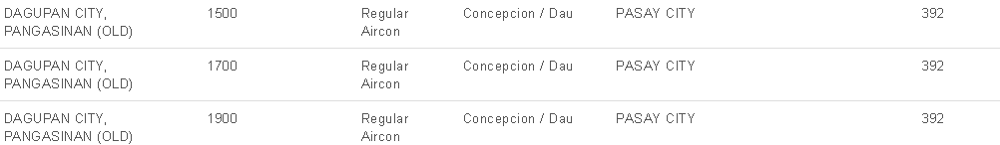 DAGUPAN CITY, 1500 Regular Concepcion / Dau PASAY CITY 392
PANGASINAN (OLD) Aircon
DAGUPAN CITY, 1700 Regular Concepcion / Dau PASAY CITY 392
PANGASINAN (OLD) Aircon
DAGUPAN CITY, 1900 Regular Concepcion / Dau PASAY CITY 392
PANGASINAN (OLD) Aircon